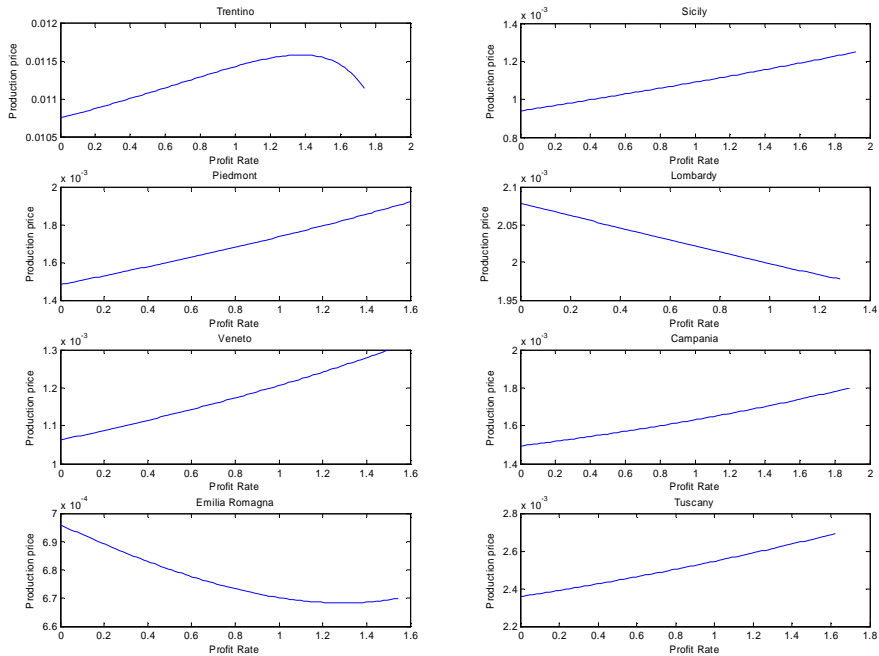 Trentino
0.012
0.0115
0.011
0.0105
Production price
0 0.2 0.4 0.6 0.8 1 1.2 1.4 1.6 1.8 2
Profit Rate
Sicily
x 10-3
1.4
1.2
1
0.8
Production price
0 0.2 0.4 0.6 0.8 1 1.2 1.4 1.6 1.8 2
Profit Rate
Piedmont
x 10-3
2
1.8
1.6
1.4
Production price
0 0.2 0.4 0.6 0.8 1 1.2 1.4 1.6
Profit Rate
Lombardy
x 10-3
2.1
2.05
2
1.95
Production price
0 0.2 0.4 0.6 0.8 1 1.2 1.4
Profit Rate
Veneto
x 10-3
1.3
1.2
1.1
1
Production price
0 0.2 0.4 0.6 0.8 1 1.2 1.4 1.6
Profit Rate
Campania
x 10-3
2
1.8
1.6
1.4
Production price
0 0.2 0.4 0.6 0.8 1 1.2 1.4 1.6 1.8 2
Profit Rate
Emilia Romagna
x 10-4
7
6.9
6.8
6.7
6.6
Production price
0 0.2 0.4 0.6 0.8 1 1.2 1.4 1.6
Profit Rate
Tuscany
x 10-3
2.8
2.6
2.4
2.2
Production price
0 0.2 0.4 0.6 0.8 1 1.2 1.4 1.6 1.8
Profit Rate